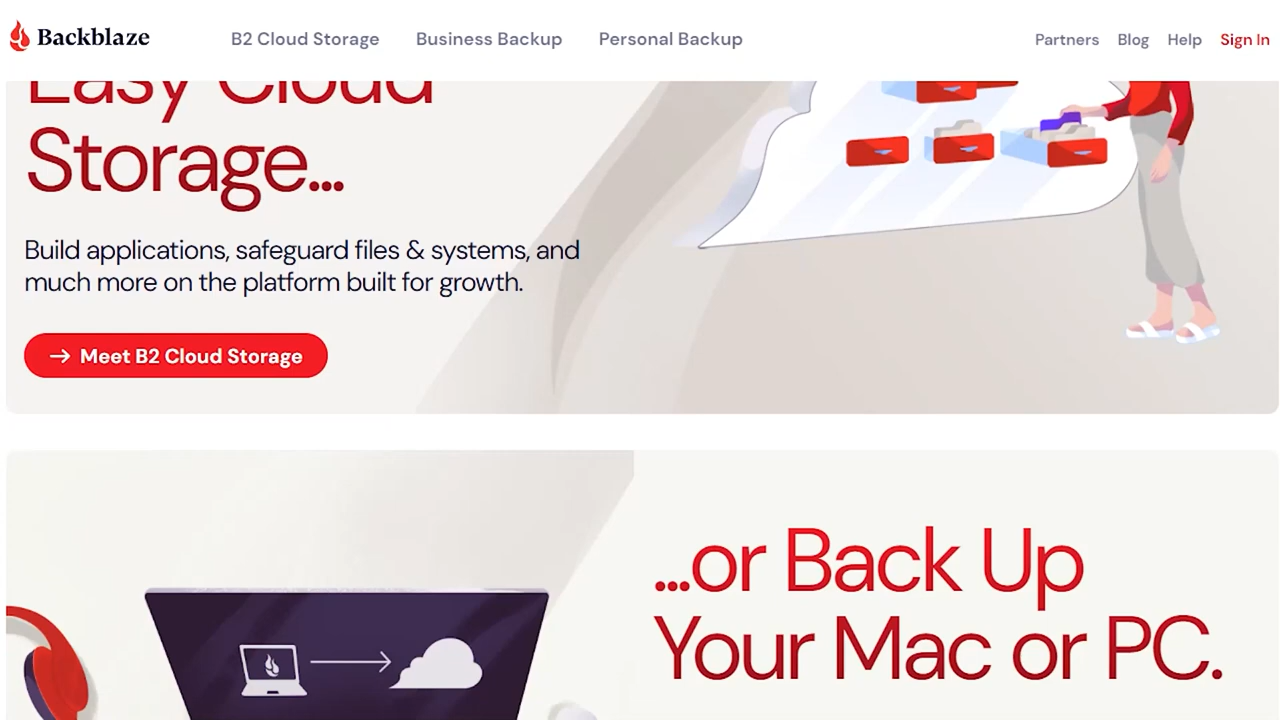 Backblaze
B2 Cloud Storage
Business Backup
Personal Backup
Partners
Blog
Help
Sign In
Easy Cloud
Storage...
Build applications, safeguard files & systems, and
much more on the platform built for growth.
→ Meet B2 Cloud Storage
...or Back Up
Your Mac or PC.